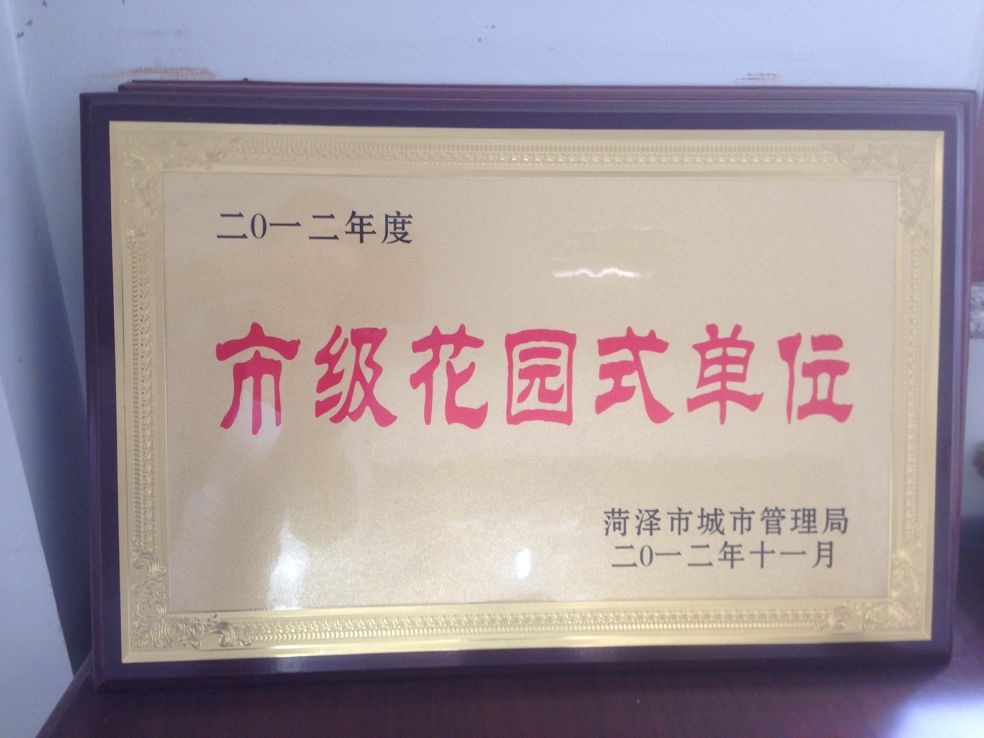 二0一二年度
市级花园式单位
菏泽市城市管理局
二0一二年十一月